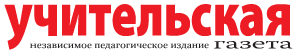 учительская
независимое педагогическое издание газета